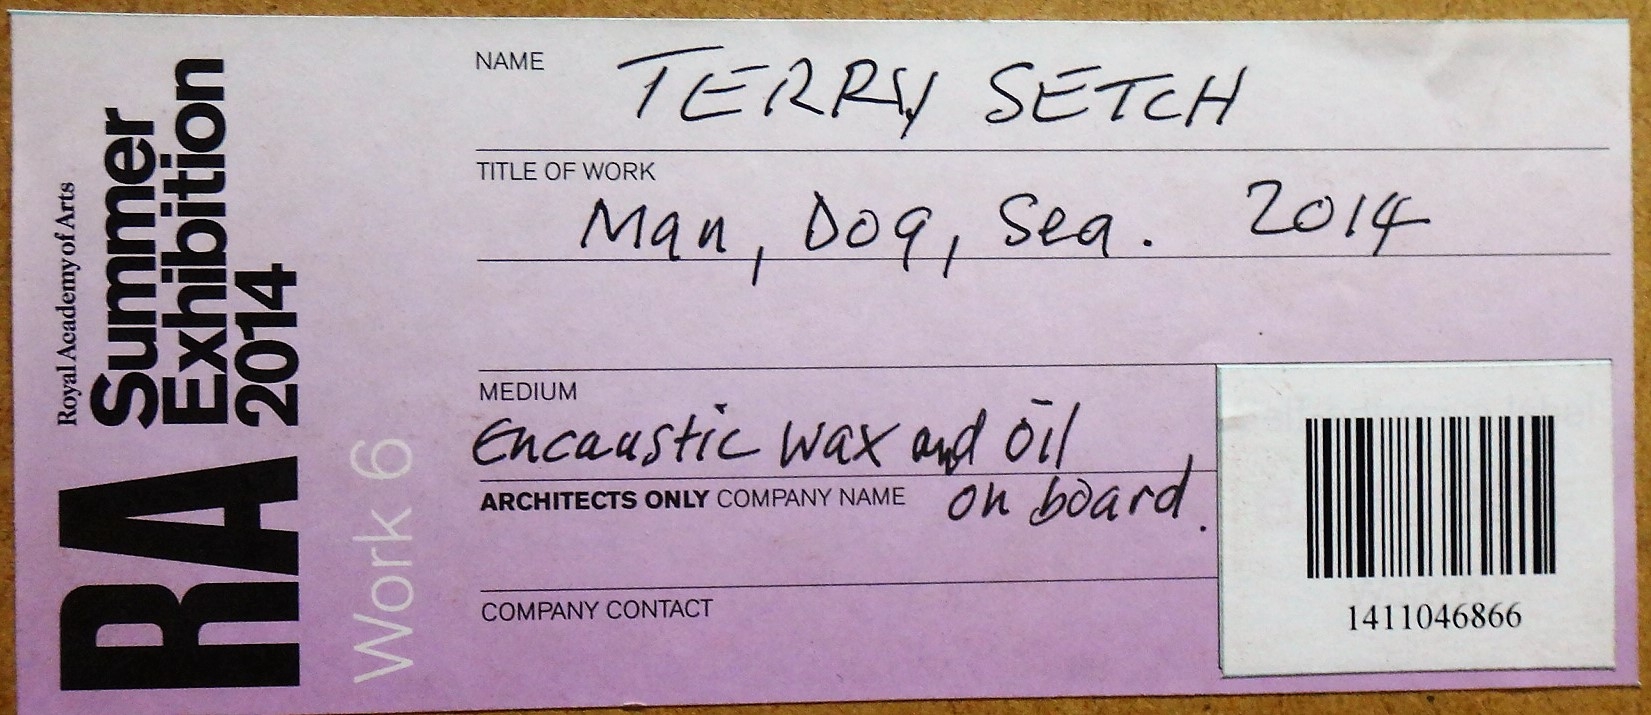 Royal Academy of Arts
Summer
Exhibition
2014
RA
Work 6
NAME
TERRY SETCH
TITLE OF WORK
Man, Dog, Sea. 2014
MEDIUM
Encaustic wax and oil
ARCHITECTS ONLY COMPANY NAME
on board.
COMPANY CONTACT
1411046866